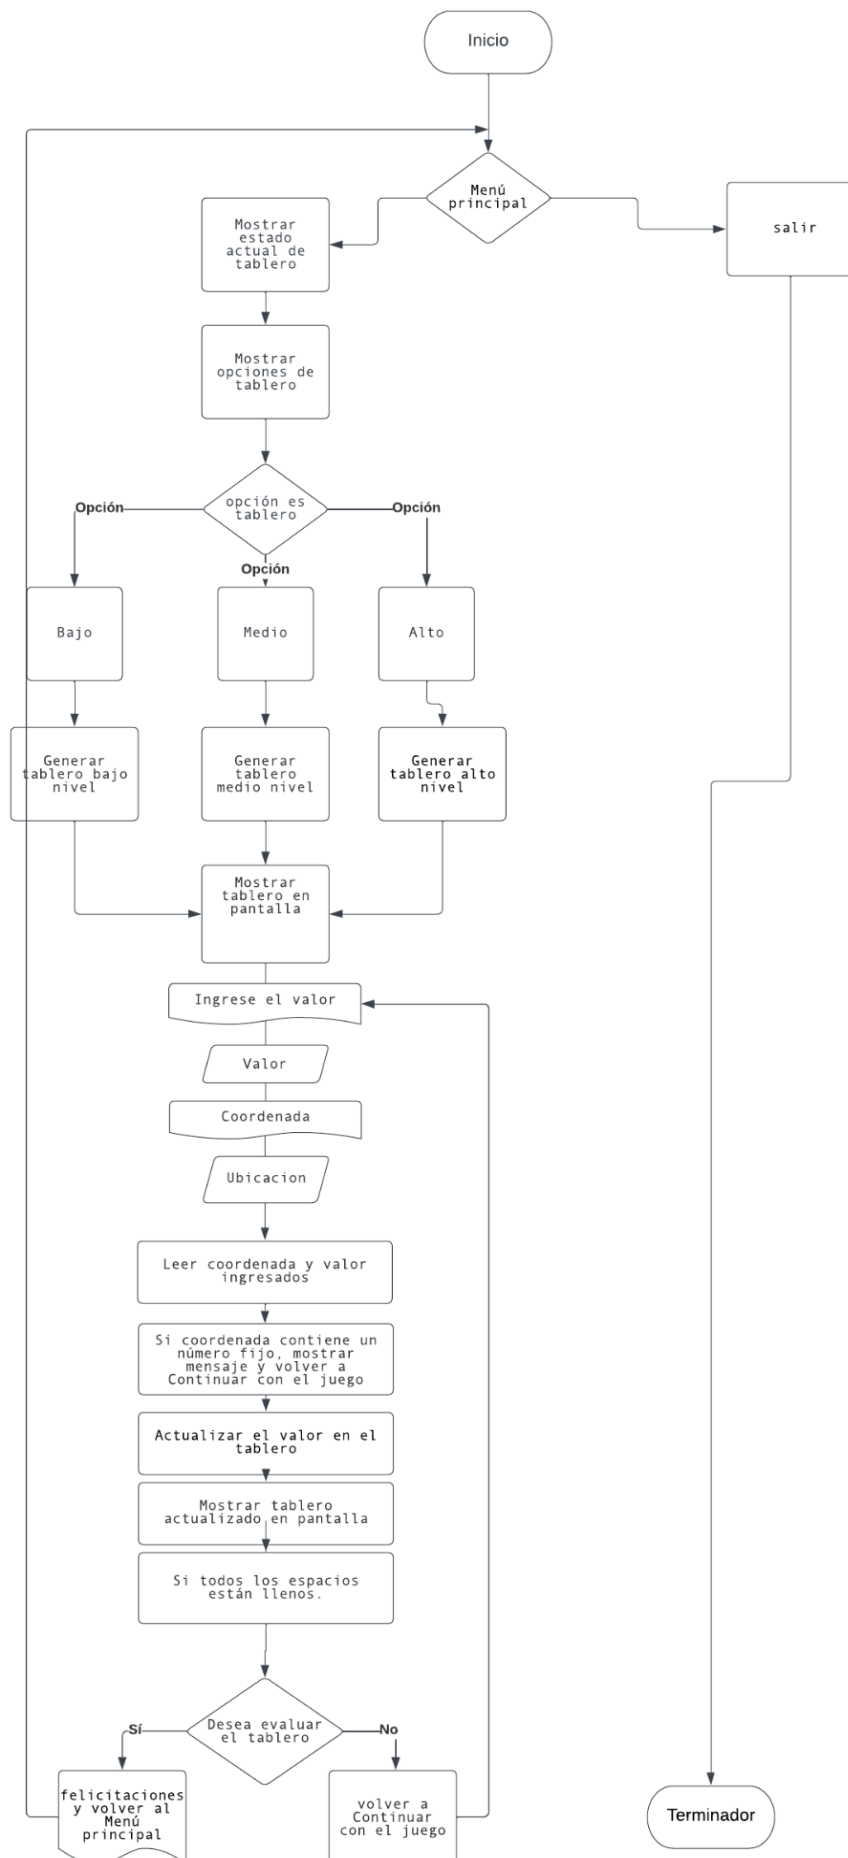 Inicio
Menú
principal
Mostrar
estado
actual de
tablero
salir
Mostrar
opciones de
tablero
opción es
tablero
Opción
Opción
Opción
Bajo
Medio
Alto
Generar
tablero bajo
nivel
Generar
tablero
medio nivel
Generar
tablero alto
nivel
Mostrar
tablero en
pantalla
Ingrese el valor
Valor
Coordenada
Ubicacion
Leer coordenada y valor
ingresados
Si coordenada contiene un
número fijo, mostrar
mensaje y volver a
Continuar con el juego
Actualizar el valor en el
tablero
Mostrar tablero
actualizado en pantalla
Si todos los espacios
están llenos.
Desea evaluar
el tablero
Sí
No
felicitaciones
y volver al
Menú
principal
volver a
Continuar
con el juego
Terminador